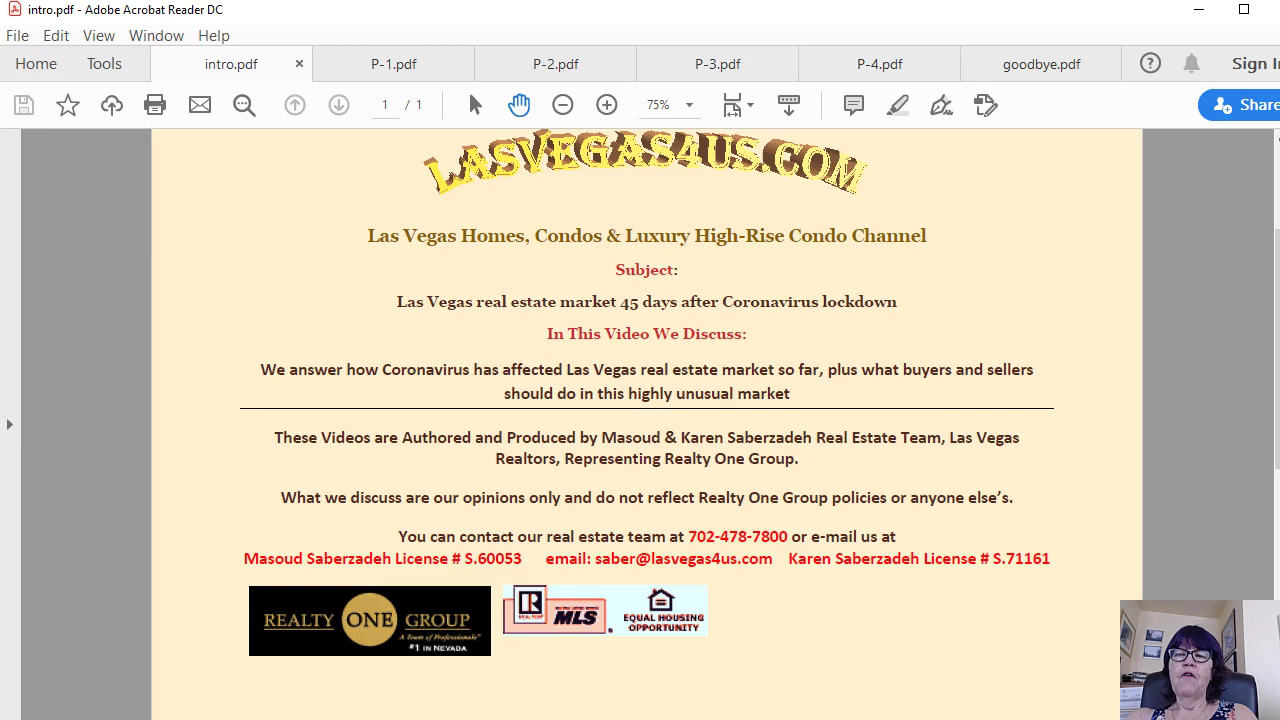 intro.pdf - Adobe Acrobat Reader DC
File Edit View Window Help
Home Tools intro.pdf × P-1.pdf P-2.pdf P-3.pdf P-4.pdf goodbye.pdf Sign In
1 / 1 75% Share
LASVEGAS4US.COM
Las Vegas Homes, Condos & Luxury High-Rise Condo Channel
Subject:
Las Vegas real estate market 45 days after Coronavirus lockdown
In This Video We Discuss:
We answer how Coronavirus has affected Las Vegas real estate market so far, plus what buyers and sellers
should do in this highly unusual market
These Videos are Authored and Produced by Masoud & Karen Saberzadeh Real Estate Team, Las Vegas
Realtors, Representing Realty One Group.
What we discuss are our opinions only and do not reflect Realty One Group policies or anyone else's.
You can contact our real estate team at 702-478-7800 or e-mail us at
Masoud Saberzadeh License # S.60053 email: saber@lasvegas4us.com Karen Saberzadeh License # S.71161
REALTY ONE GROUP
A Team of Professionals
#1 IN NEVADA
R
REALTOR
MLS
EQUAL HOUSING
OPPORTUNITY